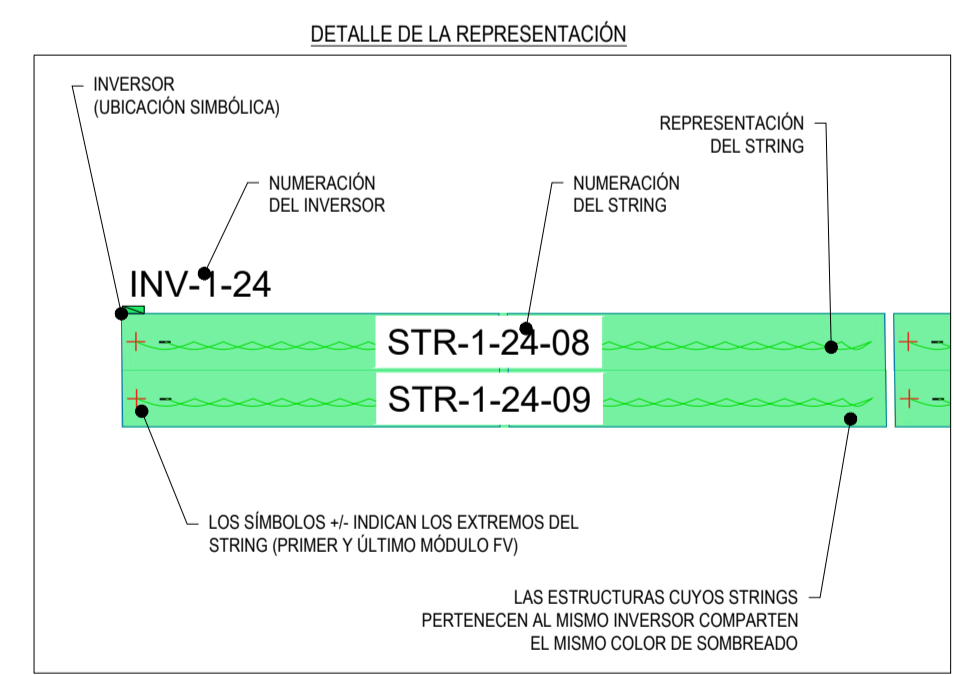 DETALLE DE LA REPRESENTACIÓN
INVERSOR
(UBICACIÓN SIMBÓLICA)
REPRESENTACIÓN
DEL STRING
NUMERACIÓN
DEL INVERSOR
NUMERACIÓN
DEL STRING
INV-1-24
+ -
STR-1-24-08
+ -
+ -
STR-1-24-09
+ -
LOS SÍMBOLOS +/- INDICAN LOS EXTREMOS DEL
STRING (PRIMER Y ÚLTIMO MÓDULO FV)
LAS ESTRUCTURAS CUYOS STRINGS
PERTENECEN AL MISMO INVERSOR COMPARTEN
EL MISMO COLOR DE SOMBREADO